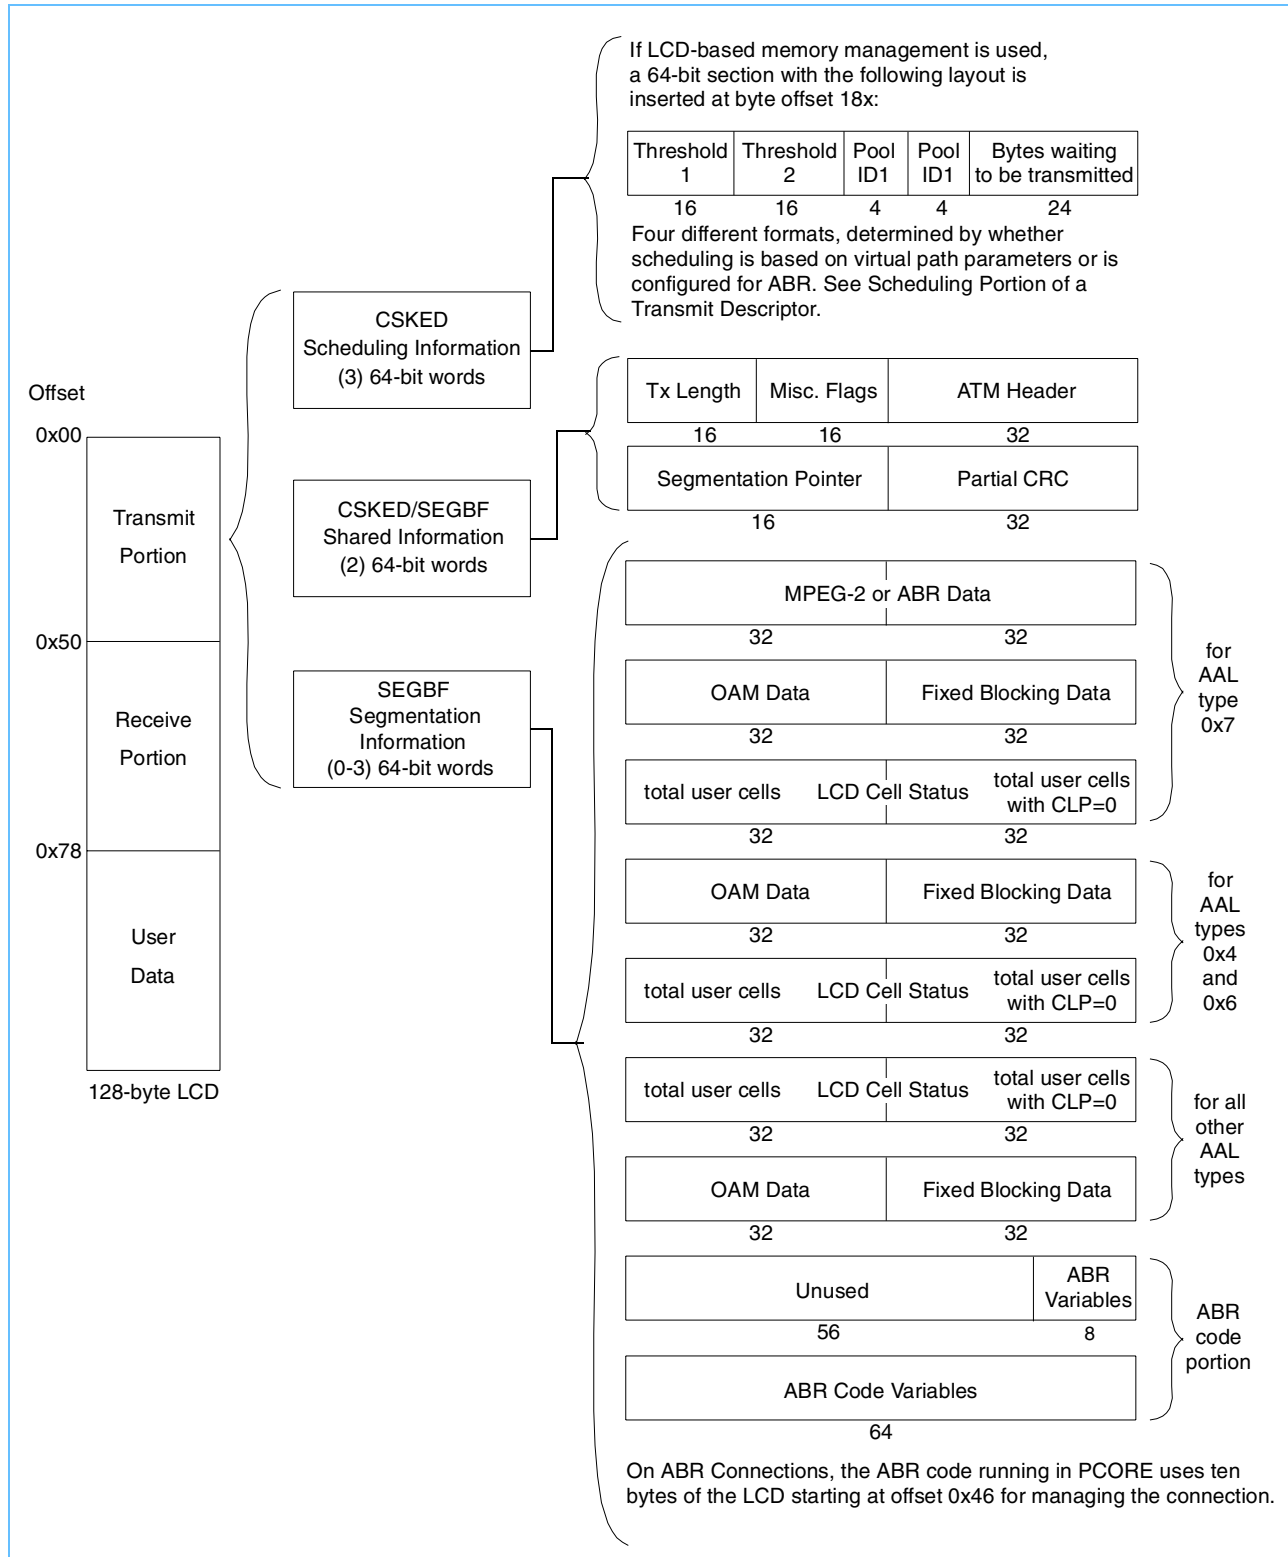 If LCD-based memory management is used,
a 64-bit section with the following layout is
inserted at byte offset 18x:
Threshold 1
Threshold 2
Pool ID1
Pool ID1
Bytes waiting to be transmitted
16 16 4 4 24
Four different formats, determined by whether
scheduling is based on virtual path parameters or is
configured for ABR. See Scheduling Portion of a
Transmit Descriptor.
CSKED
Scheduling Information
(3) 64-bit words
Offset
0x00
Transmit
Portion
0x50
Receive
Portion
0x78
User
Data
128-byte LCD
CSKED/SEGBF
Shared Information
(2) 64-bit words
SEGBF
Segmentation
Information
(0-3) 64-bit words
Tx Length Misc. Flags ATM Header
16 16 32
Segmentation Pointer Partial CRC
16 32
MPEG-2 or ABR Data
32 32
OAM Data Fixed Blocking Data
32 32
total user cells LCD Cell Status total user cells
with CLP=0
32 32
for
AAL
type
0x7
OAM Data Fixed Blocking Data
32 32
total user cells LCD Cell Status total user cells
with CLP=0
32 32
for
AAL
types
0x4
and
0x6
total user cells LCD Cell Status total user cells
with CLP=0
32 32
OAM Data Fixed Blocking Data
32 32
for all
other
AAL
types
Unused
ABR
Variables
56 8
ABR Code Variables
64
ABR
code
portion
On ABR Connections, the ABR code running in PCORE uses ten
bytes of the LCD starting at offset 0x46 for managing the connection.